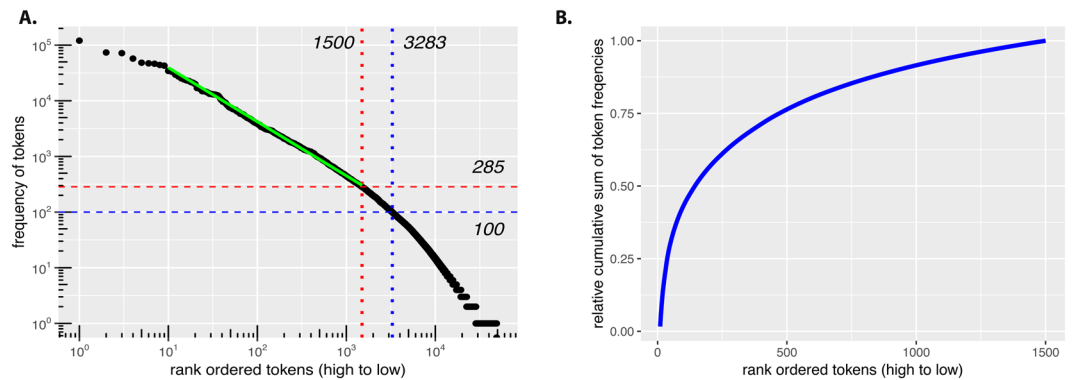 A.
1500 3283
10^5
10^4
10^3
10^2
10^1
10^0
285
100
frequency of tokens
10^0 10^1 10^2 10^3 10^4
rank ordered tokens (high to low)
B.
1.00
0.75
0.50
0.25
0.00
relative cumulative sum of token freqencies
0 500 1000 1500
rank ordered tokens (high to low)